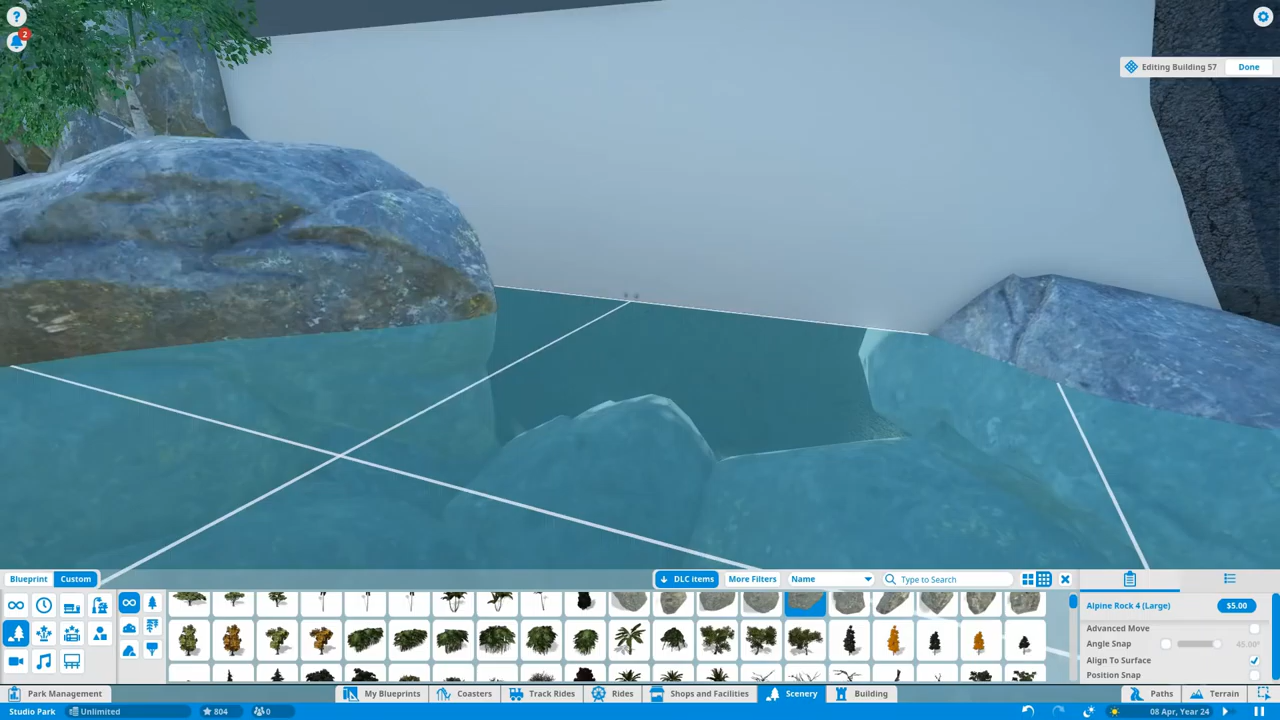 ?
2
Editing Building 57
Done
Blueprint
Custom
DLC items
More Filters
Name
Type to Search
Alpine Rock 4 (Large)
$5.00
Advanced Move
Angle Snap
45.00°
Align To Surface
Position Snap
Park Management
My Blueprints
Coasters
Track Rides
Rides
Shops and Facilities
Scenery
Building
Paths
Terrain
Studio Park
Unlimited
804
0
08 Apr, Year 24